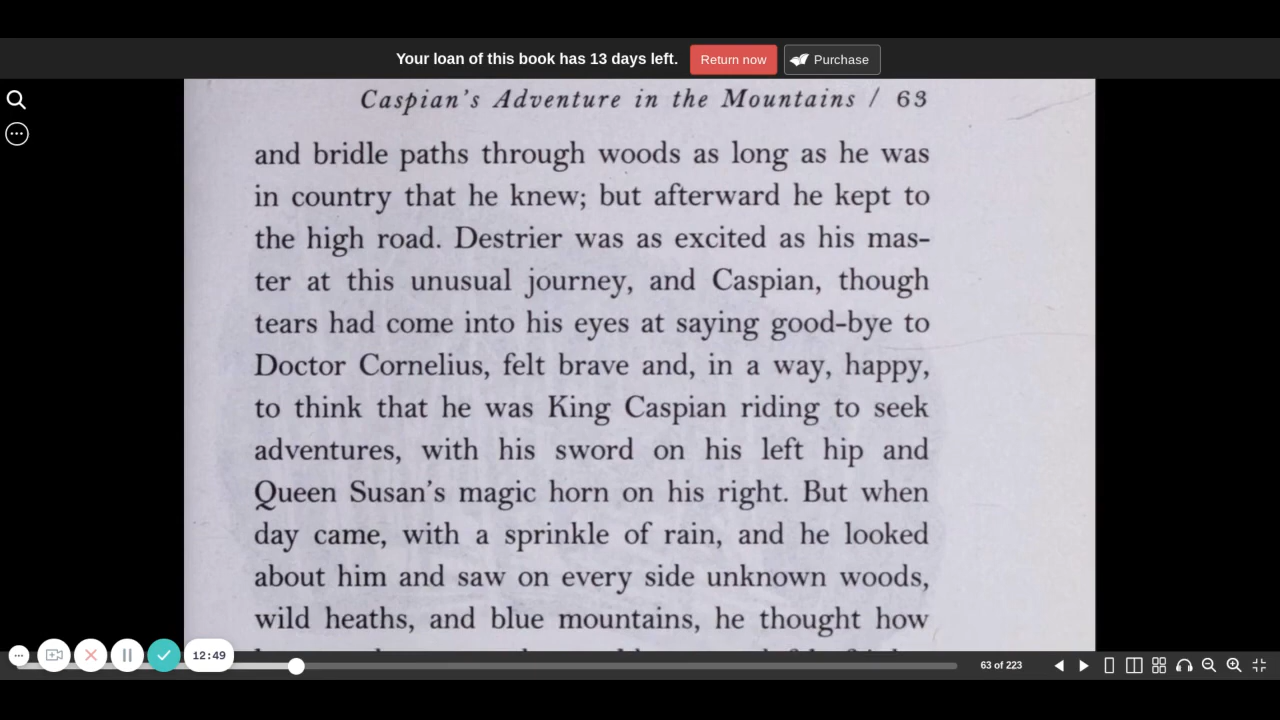 Your loan of this book has 13 days left. Return now Purchase
Caspian's Adventure in the Mountains / 63
and bridle paths through woods as long as he was
in country that he knew; but afterward he kept to
the high road. Destrier was as excited as his mas-
ter at this unusual journey, and Caspian, though
tears had come into his eyes at saying good-bye to
Doctor Cornelius, felt brave and, in a way, happy,
to think that he was King Caspian riding to seek
adventures, with his sword on his left hip and
Queen Susan's magic horn on his right. But when
day came, with a sprinkle of rain, and he looked
about him and saw on every side unknown woods,
wild heaths, and blue mountains, he thought how
12:49
63 of 223